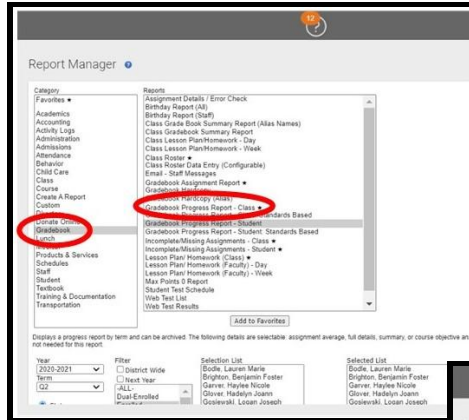 12
?
Report Manager
Category
Favorites ★
Academics
Accounting
Activity Logs
Administration
Admissions
Attendance
Behavior
Child Care
Class
Course
Create A Report
Custom
Donate Online
Gradebook
Lunch
Products & Services
Schedules
Staff
Student
Textbook
Training & Documentation
Transportation
Reports
Assignment Details / Error Check
Birthday Report (All)
Birthday Report (Staff)
Class Grade Book Summary Report (Alias Names)
Class Gradebook Summary Report
Class Lesson Plan/Homework - Day
Class Lesson Plan/Homework - Week
Class Roster ★
Class Roster Data Entry (Configurable)
Email - Staff Messages
Gradebook Assignment Report ★
Gradebook Hardcopy
Gradebook Hardcopy (Alias)
Gradebook Progress Report - Class ★
Standards Based
Gradebook Progress Report - Student
Gradebook Progress Report - Student: Standards Based
Incomplete/Missing Assignments - Class ★
Incomplete/Missing Assignments - Student ★
Lesson Plan/ Homework (Class) ★
Lesson Plan/ Homework (Faculty) - Day
Lesson Plan/ Homework (Faculty) - Week
Max Points 0 Report
Student Test Schedule
Web Test List
Web Test Results
Add to Favorites
Displays a progress report by term and can be archived. The following details are selectable: assignment average, full details, summary, or course objective
not needed for this report.
Year
2020-2021
Term
Q2
Filter
District Wide
Next Year
-ALL-
Dual-Enrolled
Selection List
Bodle, Lauren Marie
Brighton, Benjamin Foster
Garver, Haylee Nicole
Glover, Hadelyn Joann
Gosiewski, Logan Joseph
Selected List
Bodle, Lauren Marie
Brighton, Benjamin Foster
Garver, Haylee Nicole
Glover, Hadelyn Joann
Gosiewski, Logan Joseph